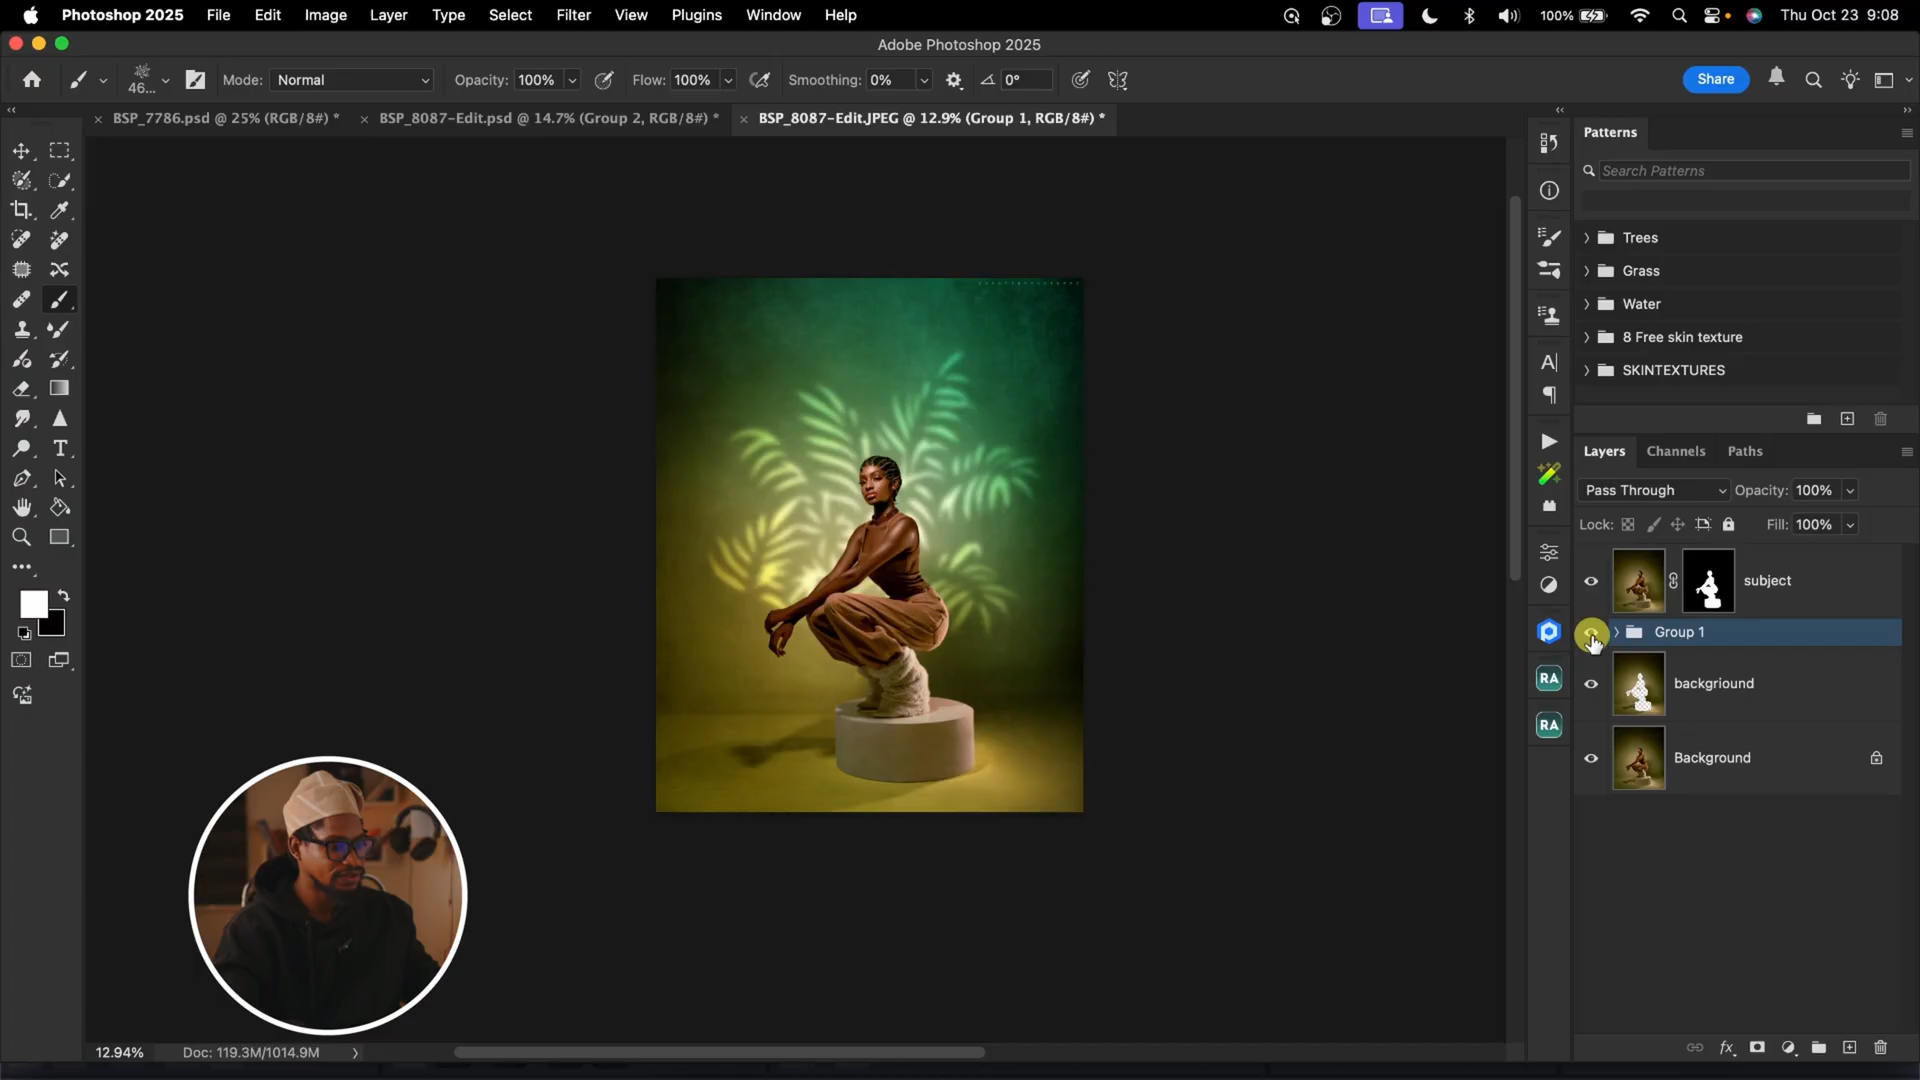 Photoshop 2025 File Edit Image Layer Type Select Filter View Plugins Window Help 100% Thu Oct 23 9:08
Adobe Photoshop 2025
46... Mode: Normal Opacity: 100% Flow: 100% Smoothing: 0% 0° Share
BSP_7786.psd @ 25% (RGB/8#) * BSP_8087-Edit.psd @ 14.7% (Group 2, RGB/8#) * BSP_8087-Edit.JPEG @ 12.9% (Group 1, RGB/8#) *
Patterns
Search Patterns
Trees
Grass
Water
8 Free skin texture
SKINTEXTURES
Layers Channels Paths
Pass Through Opacity: 100%
Lock: Fill: 100%
subject
Group 1
backgriound
Background
RA
RA
12.94% Doc: 119.3M/1014.9M